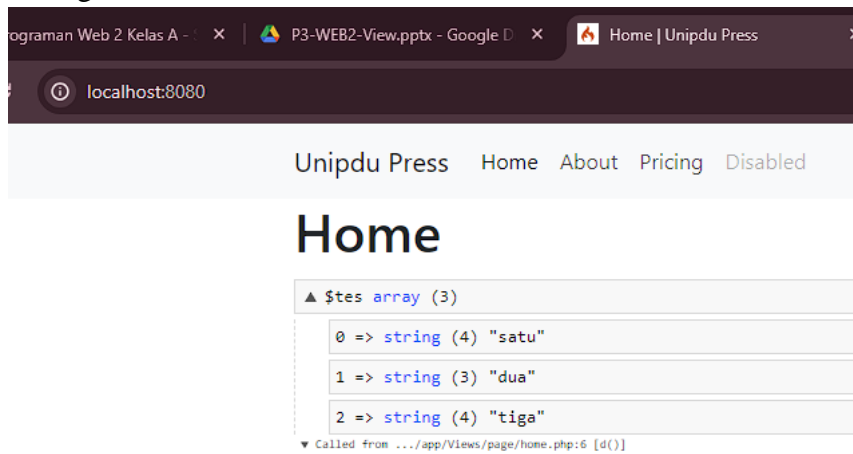 ograman Web 2 Kelas A -
P3-WEB2-View.pptx - Google D
Home | Unipdu Press
localhost:8080
Unipdu Press Home About Pricing Disabled
Home
▲ $tes array (3)
0 => string (4) "satu"
1 => string (3) "dua"
2 => string (4) "tiga"
▼ Called from .../app/Views/page/home.php:6 [d()]